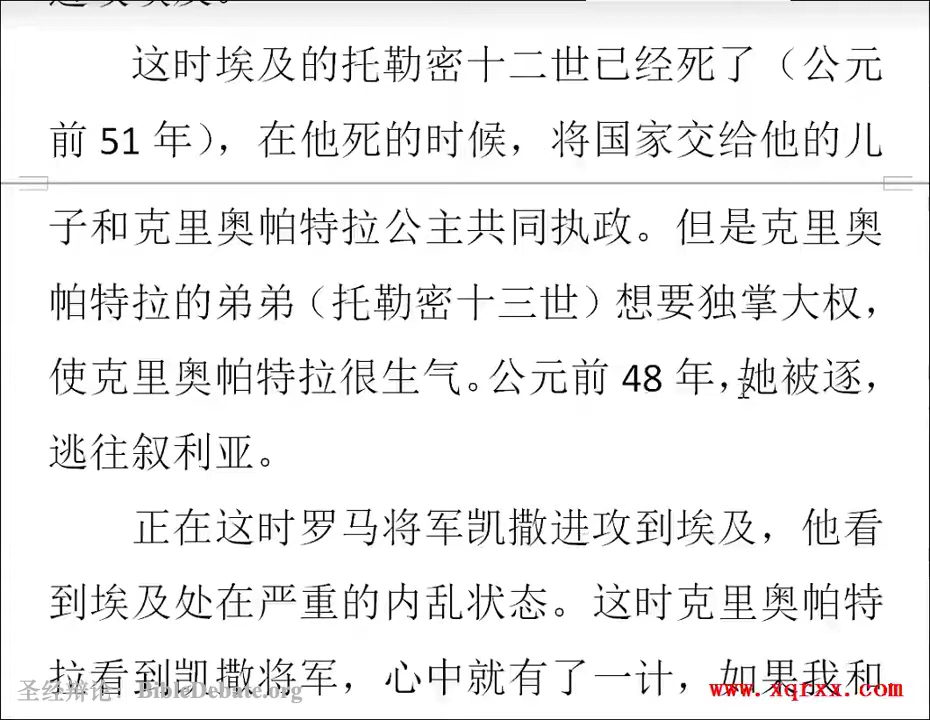 这时埃及的托勒密十二世已经死了（公元
前 51 年），在他死的时候，将国家交给他的儿
子和克里奥帕特拉公主共同执政。但是克里奥
帕特拉的弟弟（托勒密十三世）想要独掌大权，
使克里奥帕特拉很生气。公元前 48 年，她被逐，
逃往叙利亚。
正在这时罗马将军凯撒进攻到埃及，他看
到埃及处在严重的内乱状态。这时克里奥帕特
拉看到凯撒将军，心中就有了一计，如果我和
圣经辩论：BibleDebate.org
www.xqrxx.com